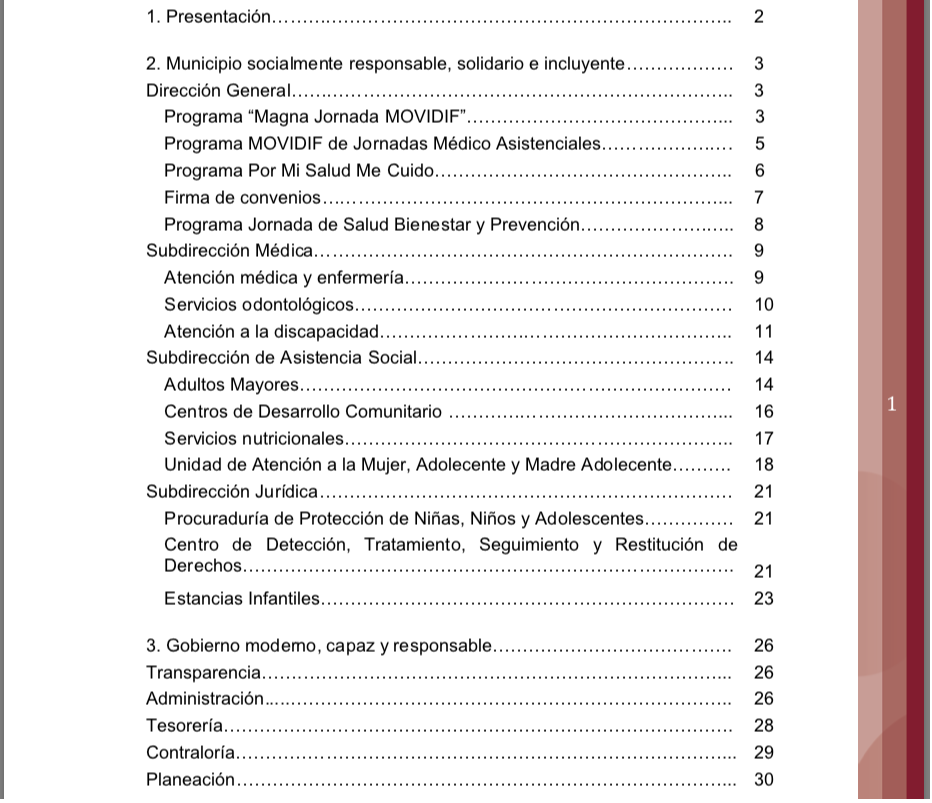 1. Presentación.................................................................. 2
2. Municipio socialmente responsable, solidario e incluyente.................. 3
Dirección General.................................................................. 3
Programa “Magna Jornada MOVIDIF”.......................................... 3
Programa MOVIDIF de Jornadas Médico Asistenciales...................... 5
Programa Por Mi Salud Me Cuido................................................ 6
Firma de convenios.................................................................. 7
Programa Jornada de Salud Bienestar y Prevención......................... 8
Subdirección Médica............................................................... 9
Atención médica y enfermería.................................................... 9
Servicios odontológicos............................................................ 10
Atención a la discapacidad........................................................ 11
Subdirección de Asistencia Social.................................................. 14
Adultos Mayores..................................................................... 14
Centros de Desarrollo Comunitario ............................................. 16
Servicios nutricionales.............................................................. 17
Unidad de Atención a la Mujer, Adolecente y Madre Adolecente.......... 18
Subdirección Jurídica............................................................... 21
Procuraduría de Protección de Niñas, Niños y Adolescentes............... 21
Centro de Detección, Tratamiento, Seguimiento y Restitución de
Derechos............................................................................... 21
Estancias Infantiles.................................................................. 23
1
3. Gobierno moderno, capaz y responsable....................................... 26
Transparencia........................................................................ 26
Administración....................................................................... 26
Tesorería.............................................................................. 28
Contraloría............................................................................ 29
Planeación............................................................................ 30